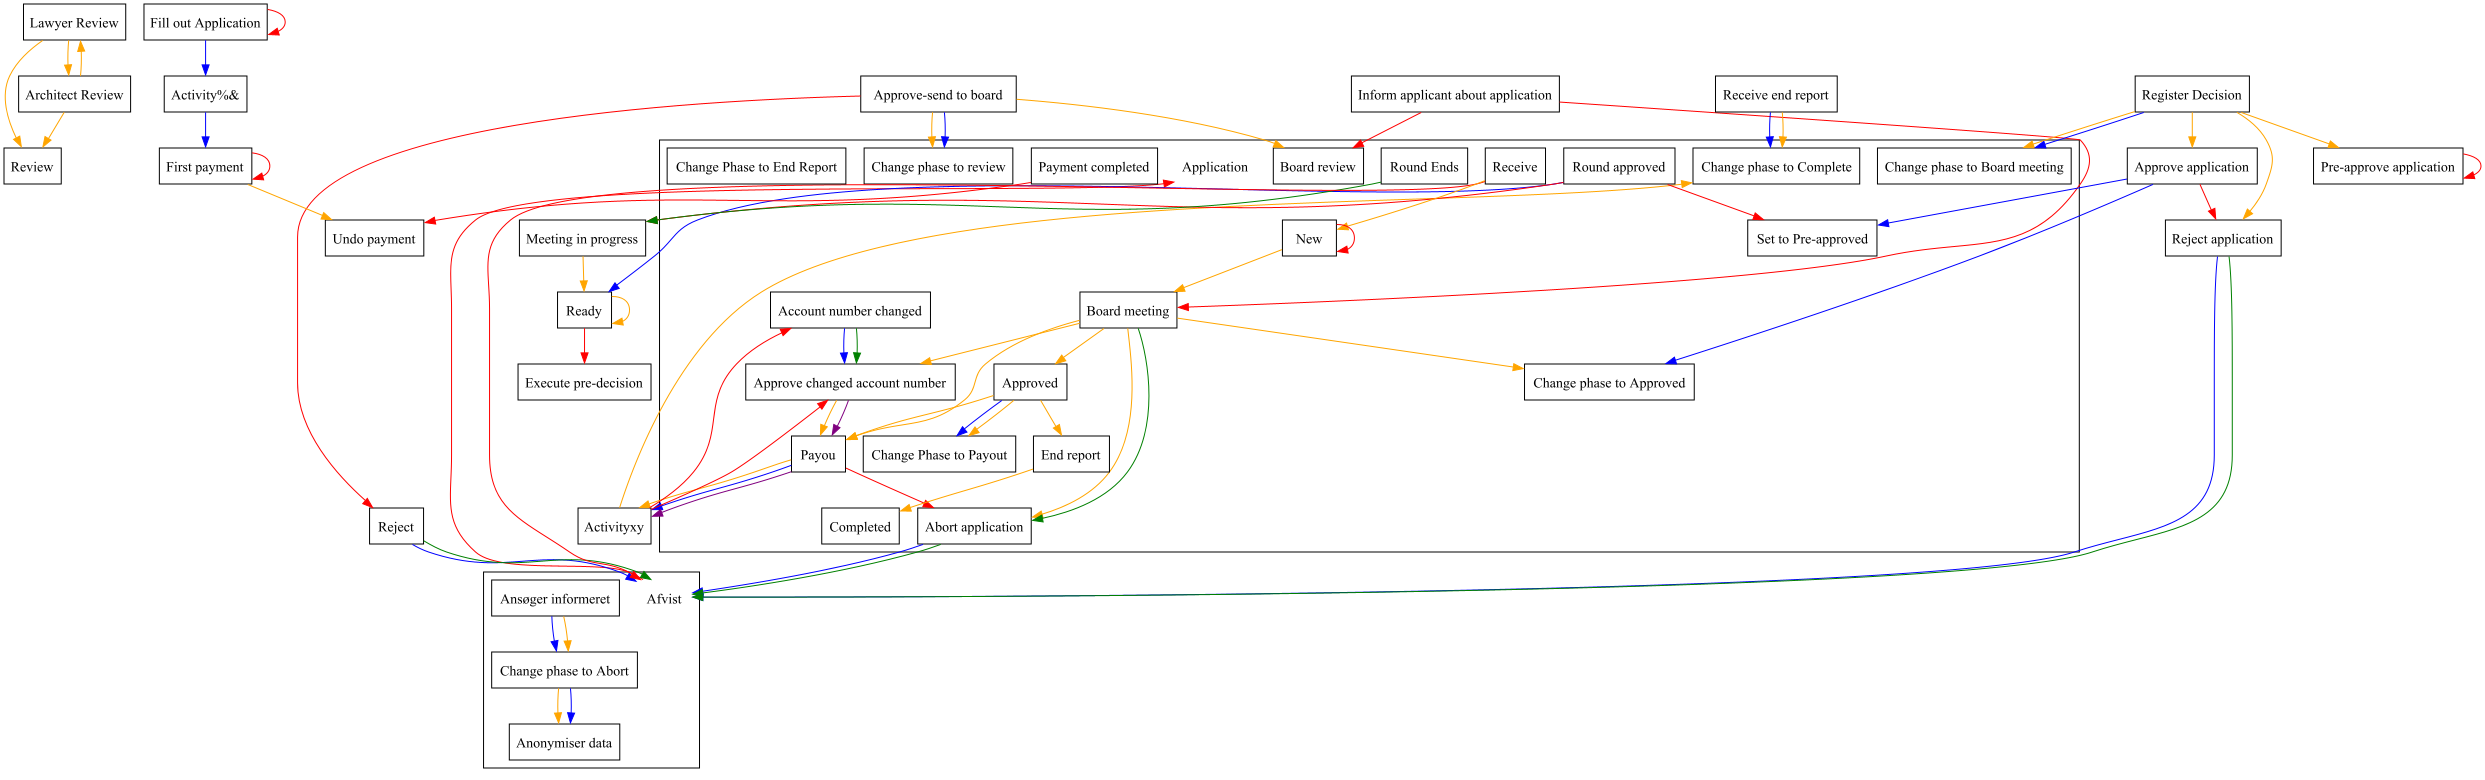 Lawyer Review
Fill out Application
Architect Review
Activity%&
Approve-send to board
Inform applicant about application
Receive end report
Register Decision
Review
First payment
Change Phase to End Report
Change phase to review
Payment completed
Application
Board review
Round Ends
Receive
Round approved
Change phase to Complete
Change phase to Board meeting
Approve application
Pre-approve application
Undo payment
Meeting in progress
New
Set to Pre-approved
Reject application
Ready
Account number changed
Board meeting
Execute pre-decision
Approve changed account number
Approved
Change phase to Approved
Payou
Change Phase to Payout
End report
Reject
Activityxy
Completed
Abort application
Ansøger informeret
Afvist
Change phase to Abort
Anonymiser data